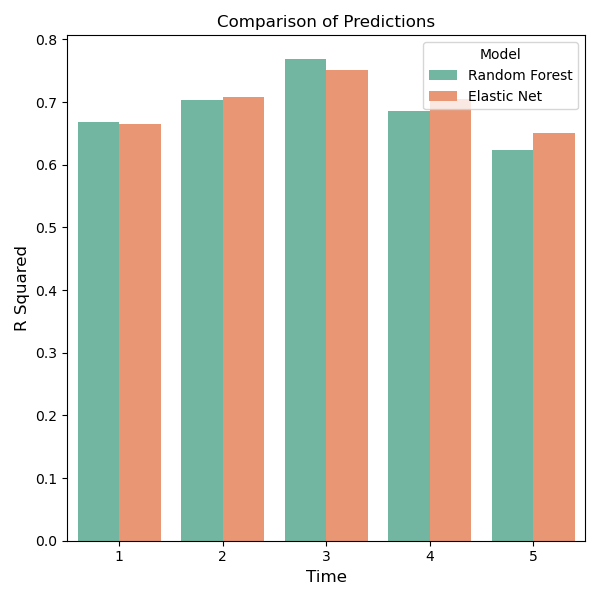 Comparison of Predictions
Model
Random Forest
Elastic Net
R Squared
0.8
0.7
0.6
0.5
0.4
0.3
0.2
0.1
0.0
1 2 3 4 5
Time